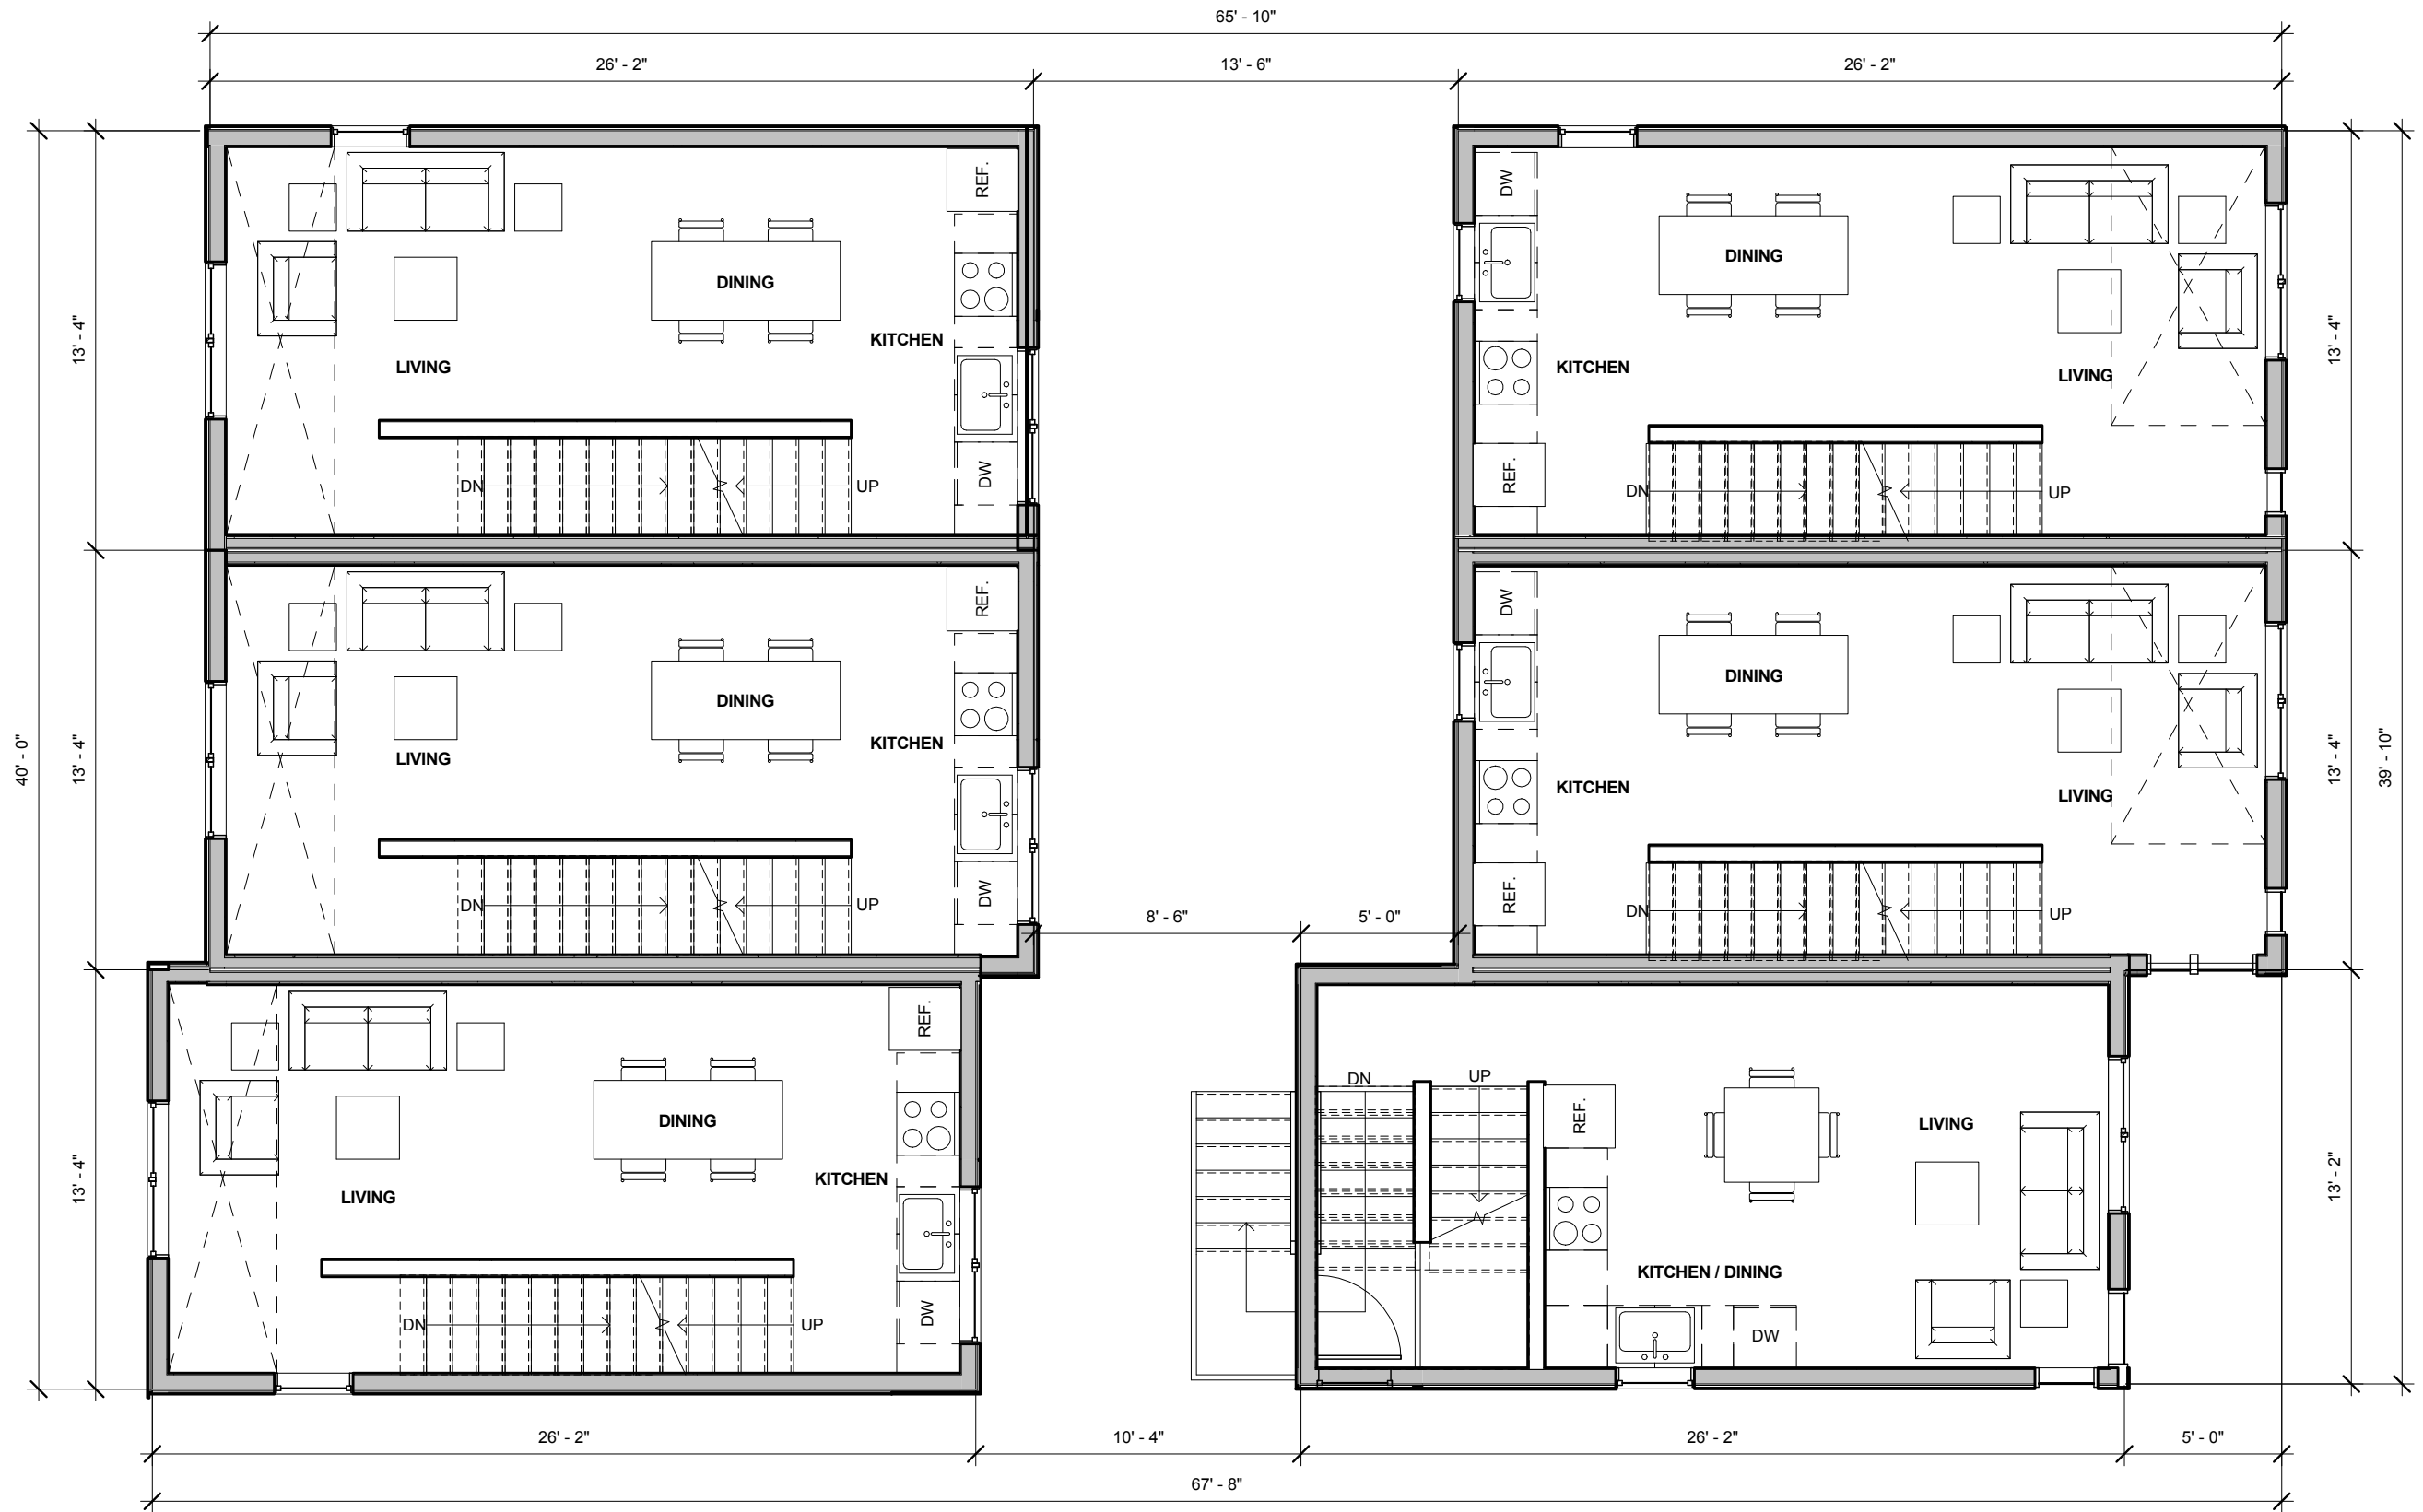 65' - 10"
26' - 2"
13' - 6"
26' - 2"
REF.
DW
DINING
DINING
KITCHEN
LIVING
KITCHEN
LIVING
13' - 4"
13' - 4"
DN
UP
DW
REF.
DN
UP
REF.
DW
DINING
DINING
KITCHEN
LIVING
KITCHEN
LIVING
40' - 0"
13' - 4"
13' - 4"
39' - 10"
DN
UP
DW
REF.
DN
UP
8' - 6"
5' - 0"
REF.
DINING
KITCHEN
LIVING
13' - 4"
DN
UP
DW
DN
UP
REF.
LIVING
KITCHEN / DINING
DW
13' - 2"
26' - 2"
10' - 4"
26' - 2"
5' - 0"
67' - 8"